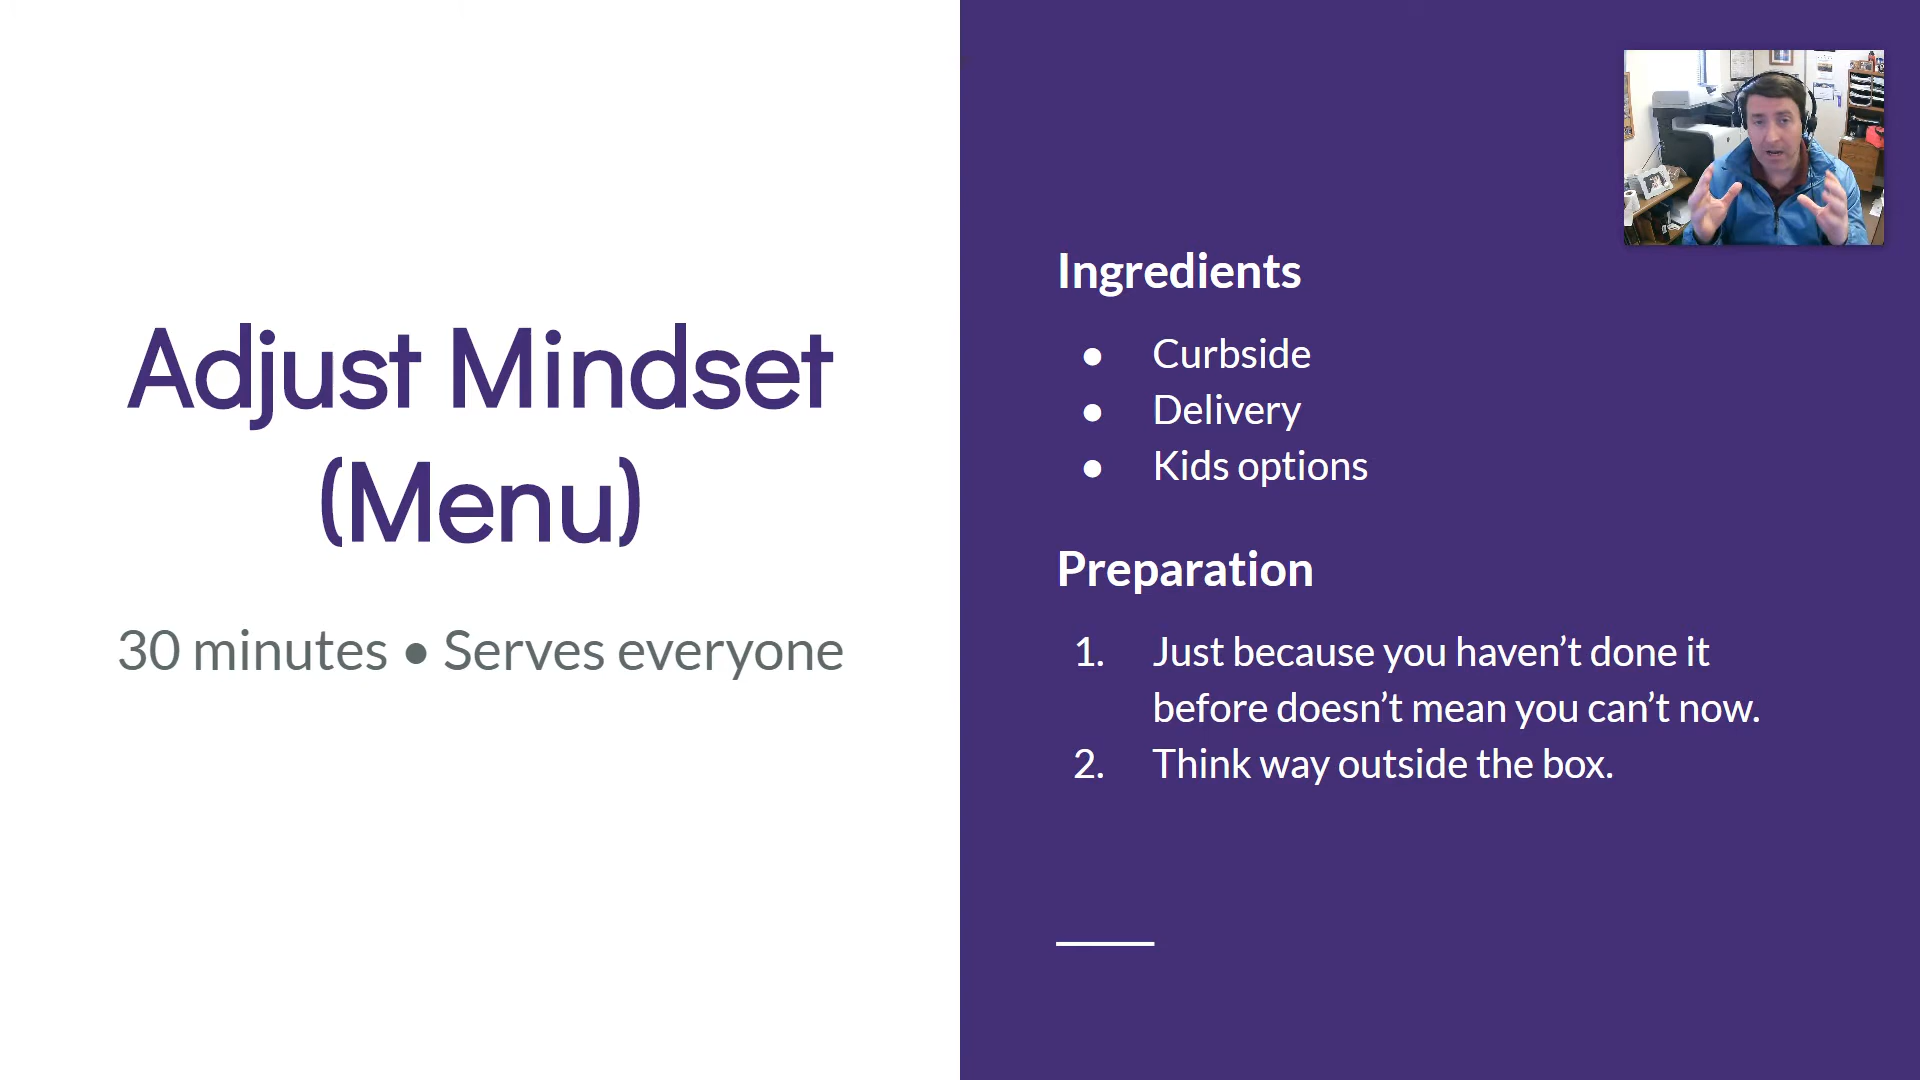 Adjust Mindset
(Menu)
30 minutes • Serves everyone
Ingredients
● Curbside
● Delivery
● Kids options
Preparation
1. Just because you haven’t done it
before doesn’t mean you can’t now.
2. Think way outside the box.